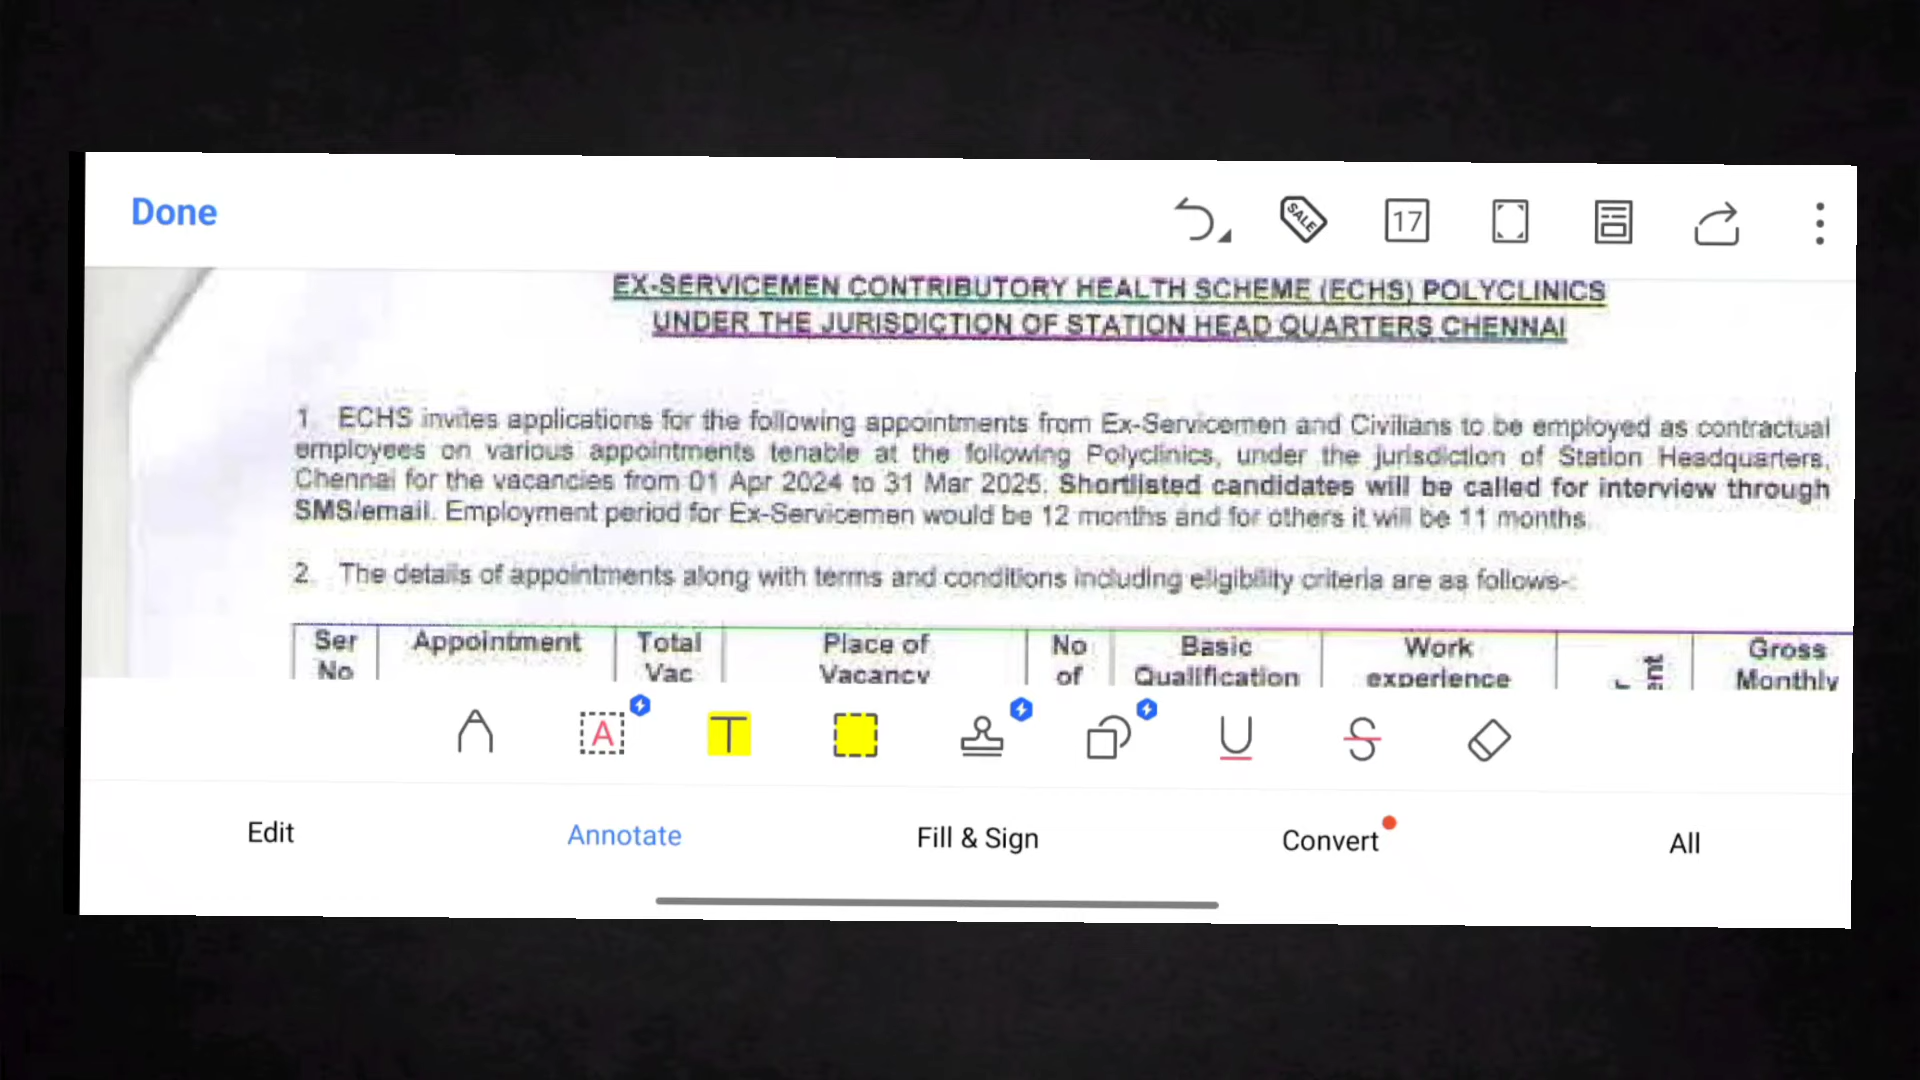 Done
SALE
17
EX-SERVICEMEN CONTRIBUTORY HEALTH SCHEME (ECHS) POLYCLINICS
UNDER THE JURISDICTION OF STATION HEAD QUARTERS CHENNAI
1. ECHS invites applications for the following appointments from Ex-Servicemen and Civilians to be employed as contractual
employees on various appointments tenable at the following Polyclinics, under the jurisdiction of Station Headquarters,
Chennai for the vacancies from 01 Apr 2024 to 31 Mar 2025. Shortlisted candidates will be called for interview through
SMS/email. Employment period for Ex-Servicemen would be 12 months and for others it will be 11 months.
2. The details of appointments along with terms and conditions including eligibility criteria are as follows-:
Ser Appointment Total Place of No Basic Work Gross
No Vac Vacancy of Qualification experience Monthly
A T U S
Edit Annotate Fill & Sign Convert All